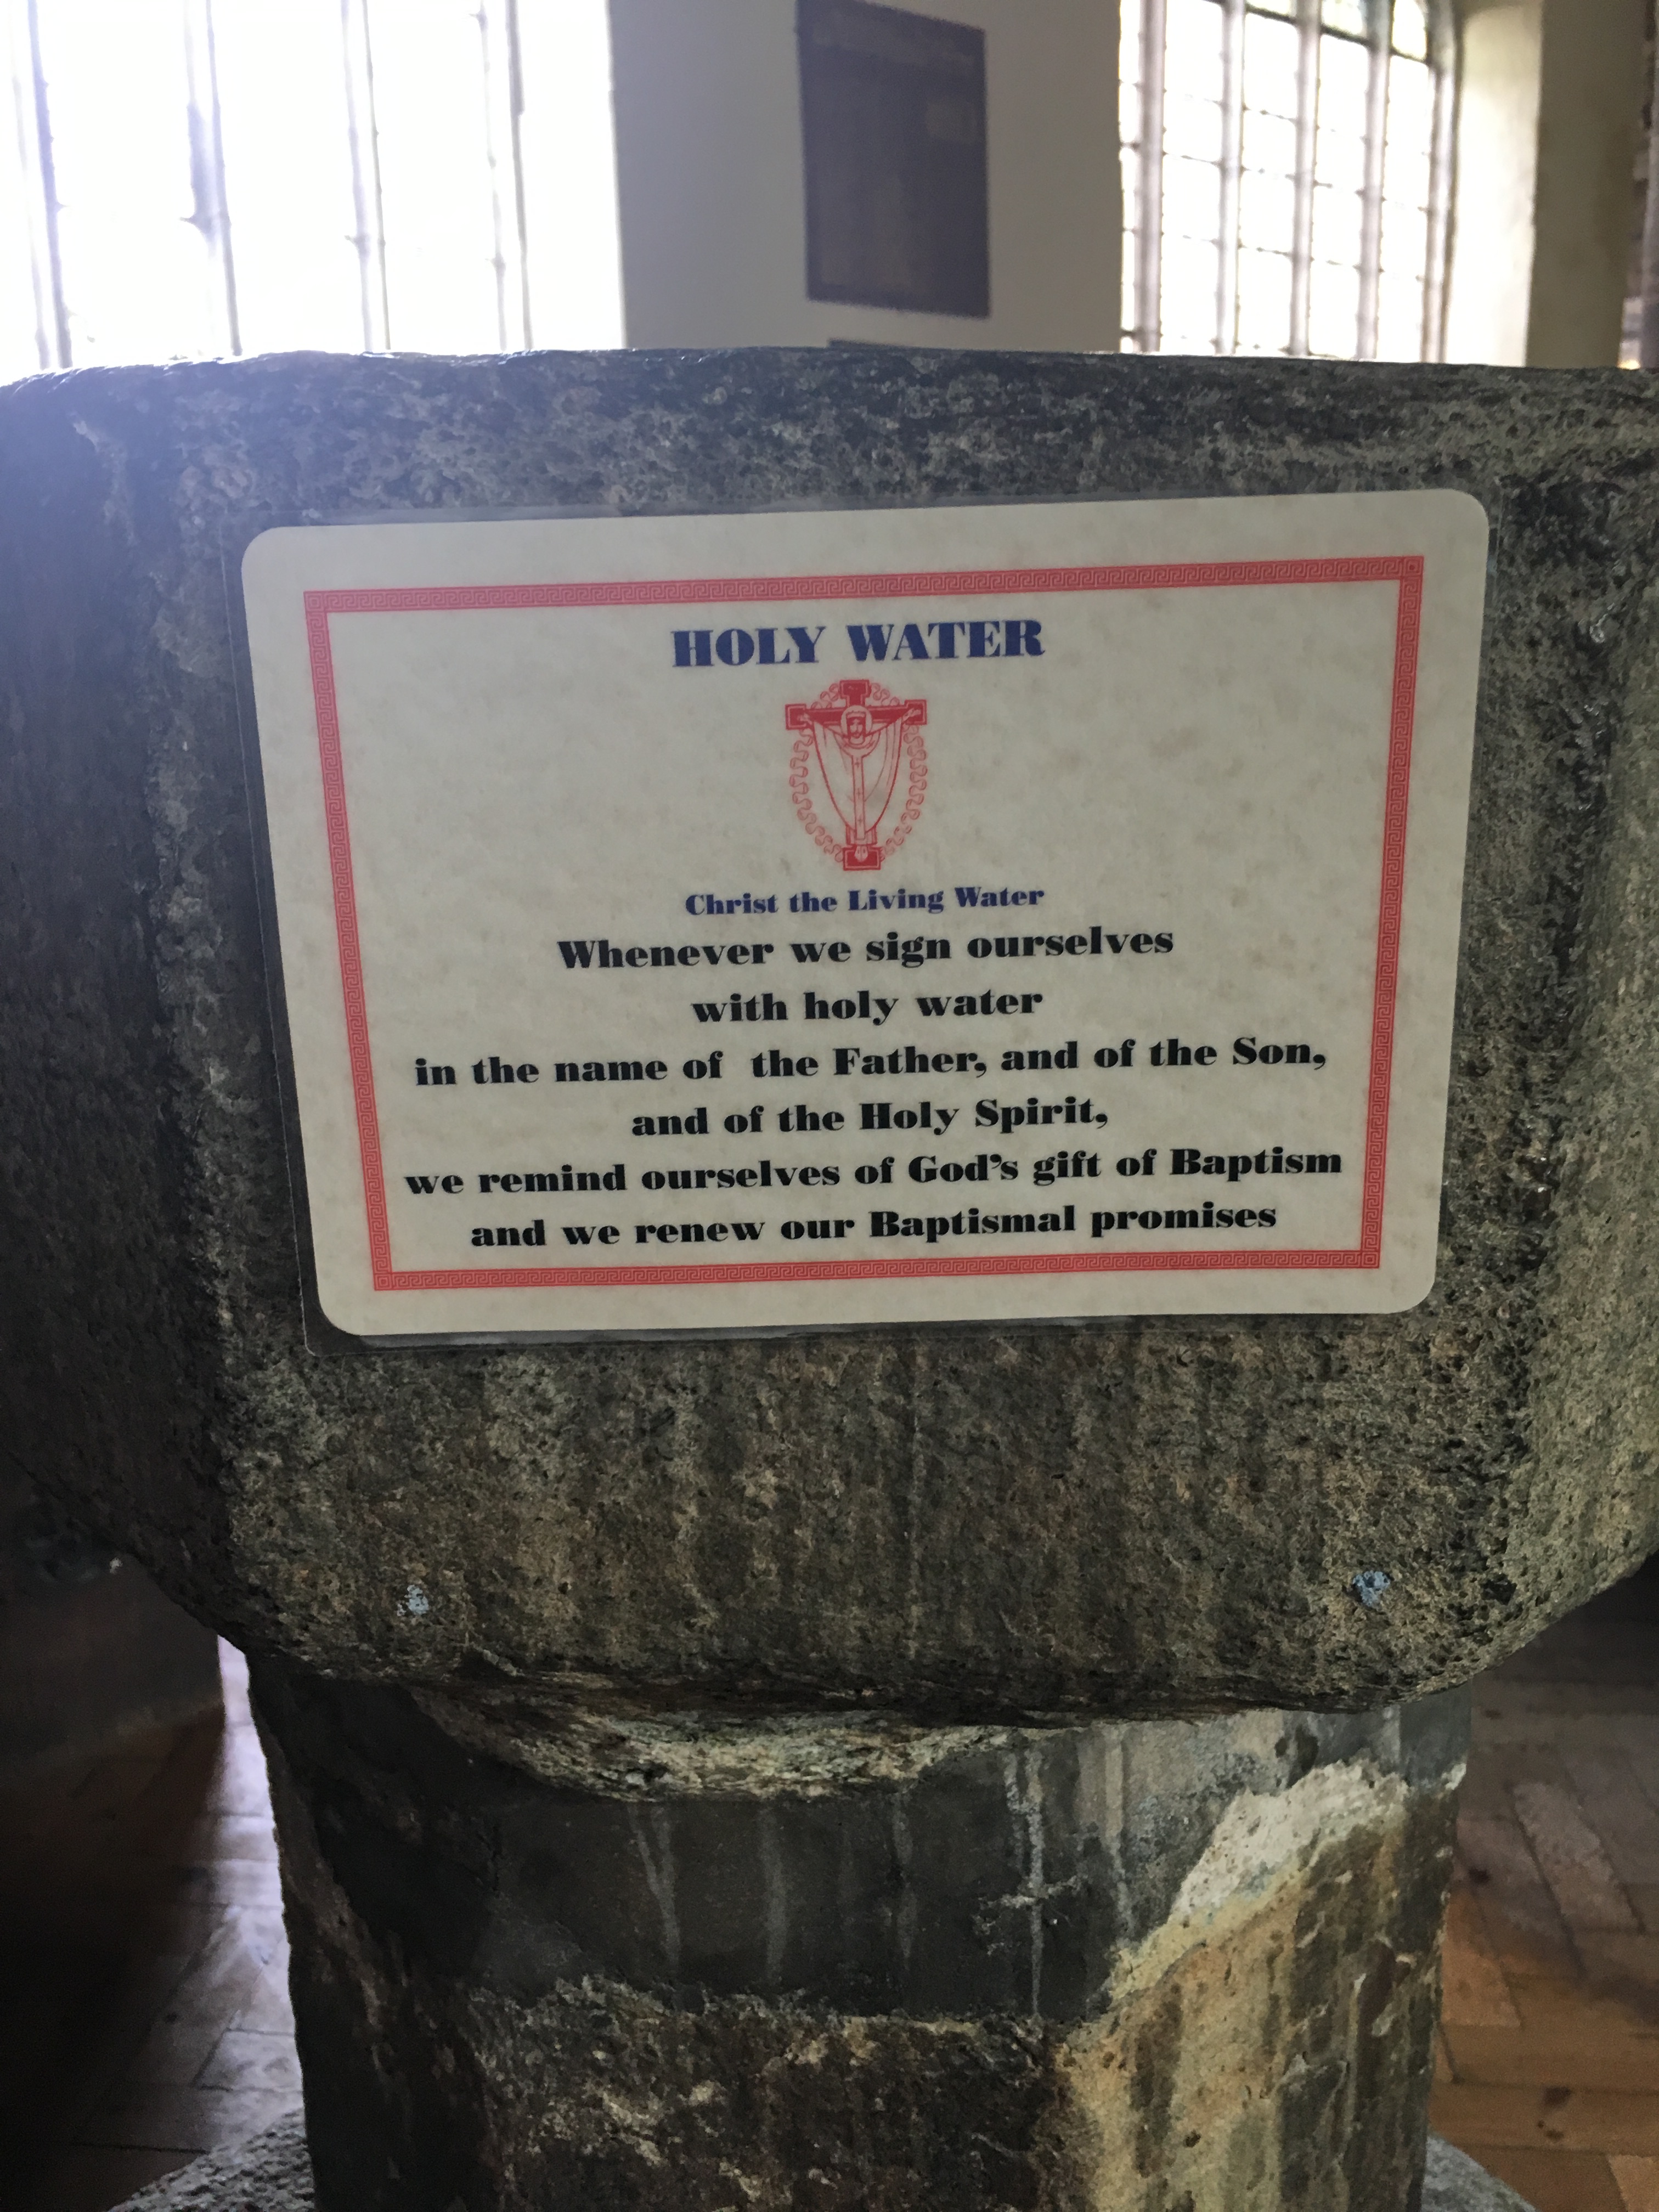 HOLY WATER
Christ the Living Water
Whenever we sign ourselves
with holy water
in the name of the Father, and of the Son,
and of the Holy Spirit,
we remind ourselves of God's gift of Baptism
and we renew our Baptismal promises